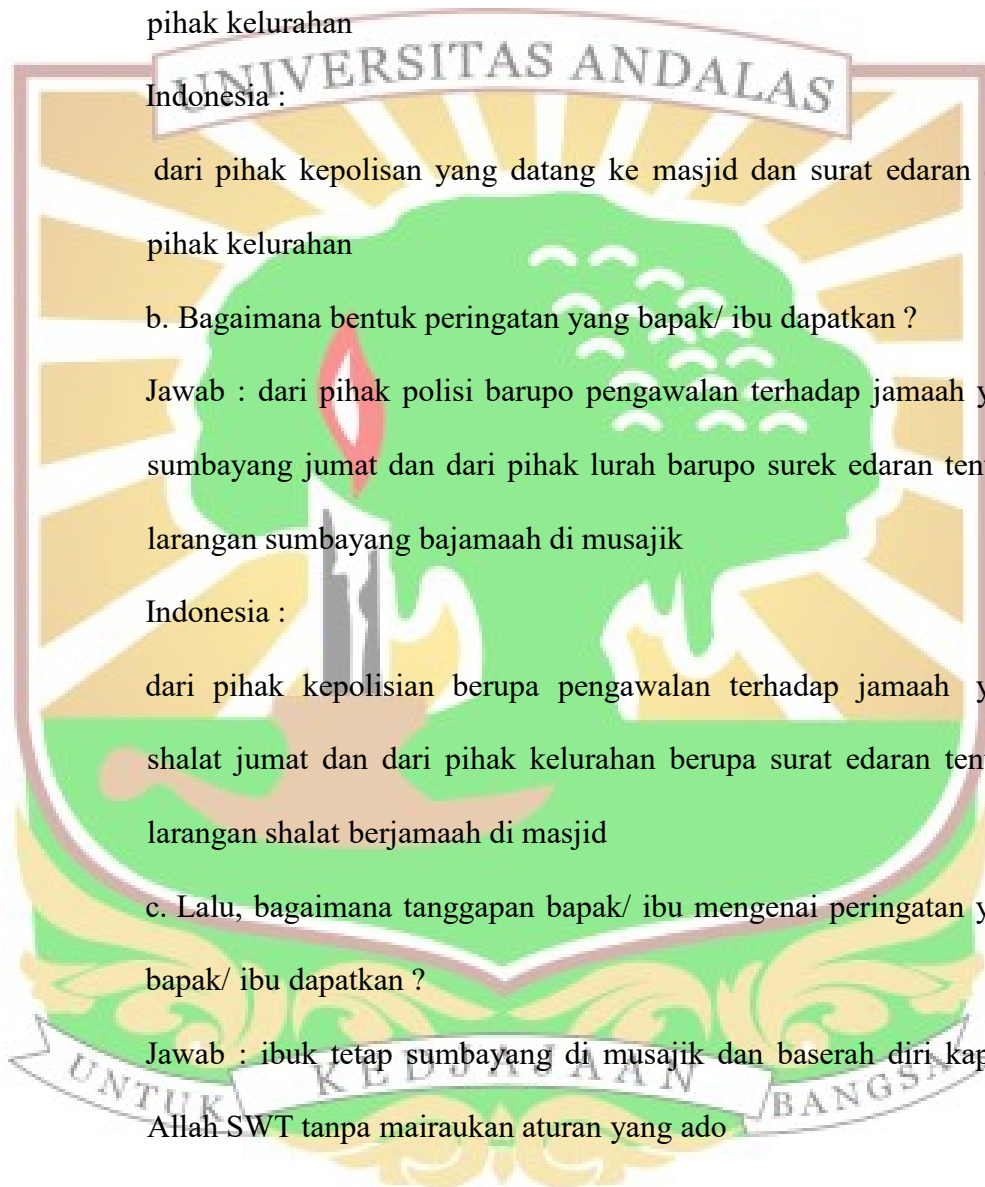 pihak kelurahan
UNIVERSITAS ANDALAS
Indonesia :
dari pihak kepolisan yang datang ke masjid dan surat edaran
pihak kelurahan
b. Bagaimana bentuk peringatan yang bapak/ ibu dapatkan ?
Jawab : dari pihak polisi barupo pengawalan terhadap jamaah
sumbayang jumat dan dari pihak lurah barupo surek edaran
larangan sumbayang bajamaah di musajik
Indonesia :
dari pihak kepolisian berupa pengawalan terhadap jamaah
shalat jumat dan dari pihak kelurahan berupa surat edaran
larangan shalat berjamaah di masjid
c. Lalu, bagaimana tanggapan bapak/ ibu mengenai peringatan
bapak/ ibu dapatkan ?
Jawab : ibuk tetap sumbayang di musajik dan baserah diri
UNTUK KEDJAJAAN BANGSA
Allah SWT tanpa mairaukan aturan yang ado